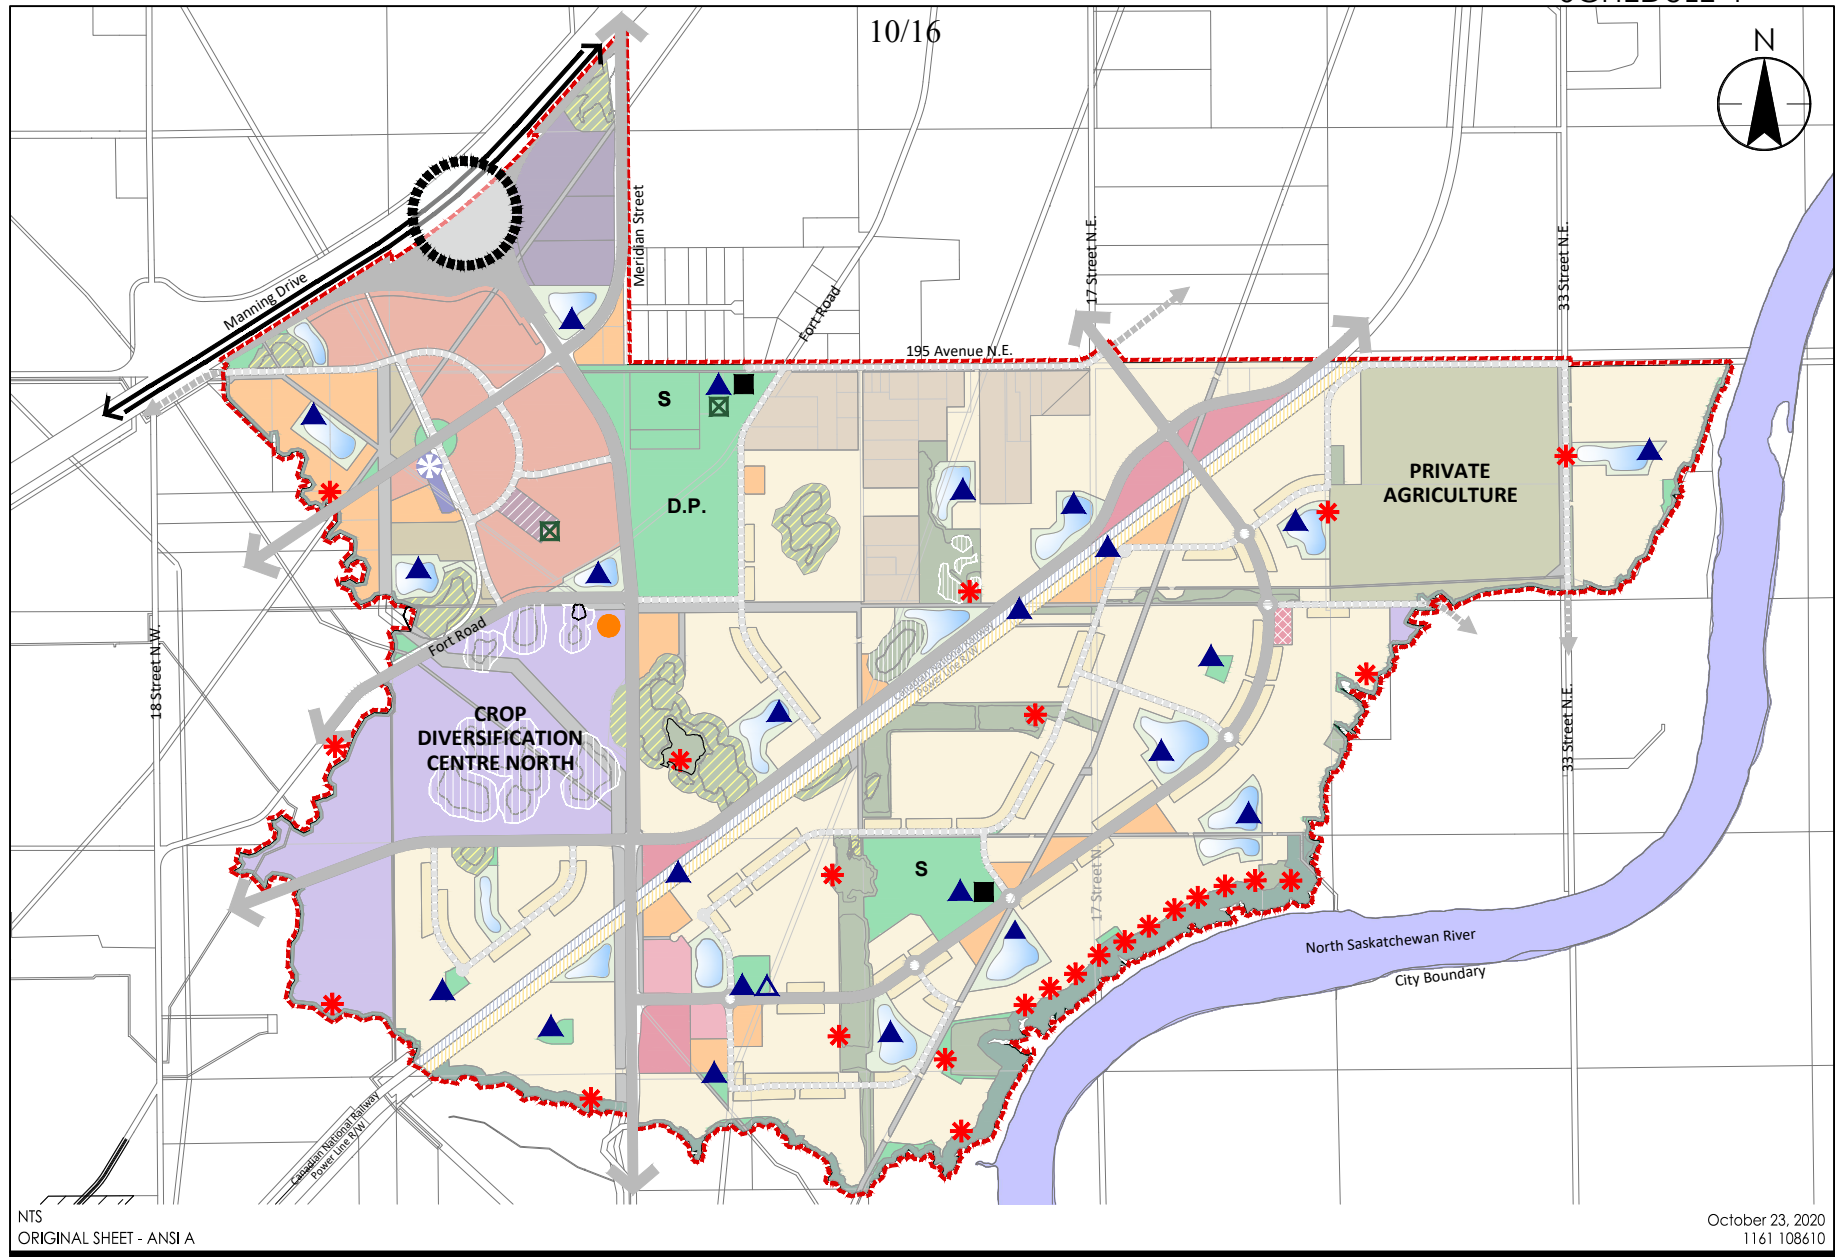 10/16
N
Manning Drive
Meridian Street
17 Street N.E.
33 Street N.E.
Fort Road
195 Avenue N.E.
S
D.P.
PRIVATE
AGRICULTURE
18 Street N.W.
Fort Road
CROP
DIVERSIFICATION
CENTRE NORTH
Power Line R/W
33 Street N.E.
S
17 Street N.
North Saskatchewan River
City Boundary
Canadian National Railway
Power Line R/W
NTS
ORIGINAL SHEET - ANSI A
October 23, 2020
1161 108610